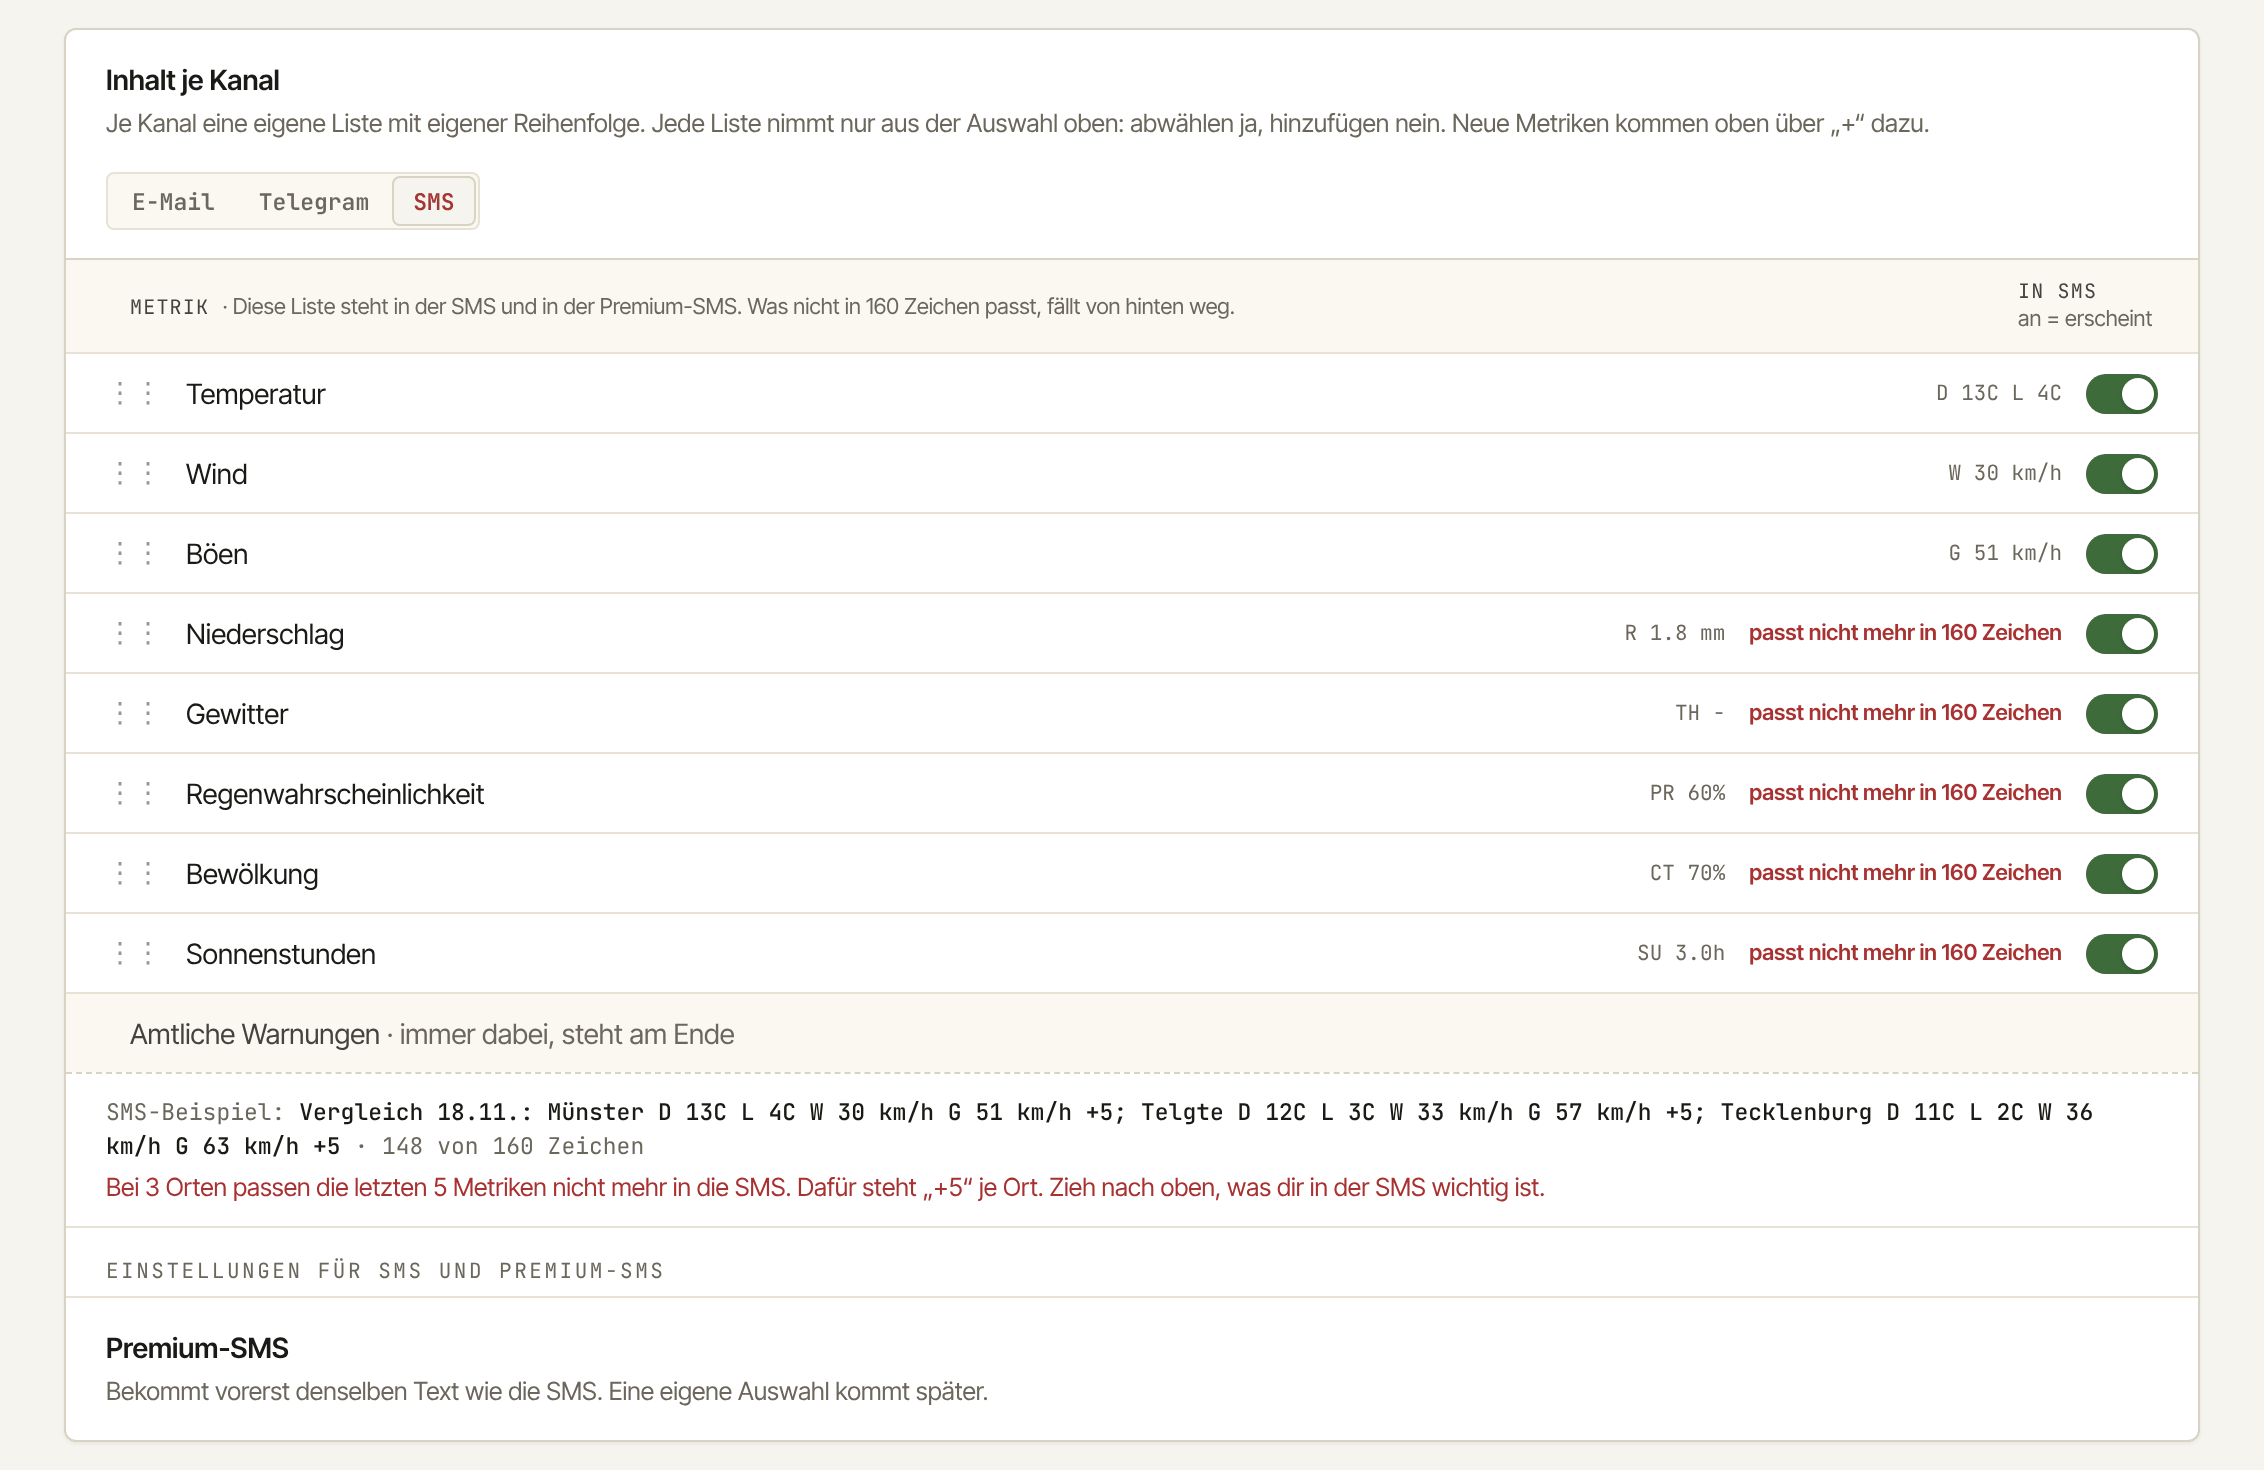 Inhalt je Kanal
Je Kanal eine eigene Liste mit eigener Reihenfolge. Jede Liste nimmt nur aus der Auswahl oben: abwählen ja, hinzufügen nein. Neue Metriken kommen oben über „+“ dazu.
E-Mail Telegram SMS
METRIK · Diese Liste steht in der SMS und in der Premium-SMS. Was nicht in 160 Zeichen passt, fällt von hinten weg.
IN SMS
an = erscheint
Temperatur D 13C L 4C
Wind W 30 km/h
Böen G 51 km/h
Niederschlag R 1.8 mm passt nicht mehr in 160 Zeichen
Gewitter TH - passt nicht mehr in 160 Zeichen
Regenwahrscheinlichkeit PR 60% passt nicht mehr in 160 Zeichen
Bewölkung CT 70% passt nicht mehr in 160 Zeichen
Sonnenstunden SU 3.0h passt nicht mehr in 160 Zeichen
Amtliche Warnungen · immer dabei, steht am Ende
SMS-Beispiel: Vergleich 18.11.: Münster D 13C L 4C W 30 km/h G 51 km/h +5; Telgte D 12C L 3C W 33 km/h G 57 km/h +5; Tecklenburg D 11C L 2C W 36
km/h G 63 km/h +5 · 148 von 160 Zeichen
Bei 3 Orten passen die letzten 5 Metriken nicht mehr in die SMS. Dafür steht „+5“ je Ort. Zieh nach oben, was dir in der SMS wichtig ist.
EINSTELLUNGEN FÜR SMS UND PREMIUM-SMS
Premium-SMS
Bekommt vorerst denselben Text wie die SMS. Eine eigene Auswahl kommt später.